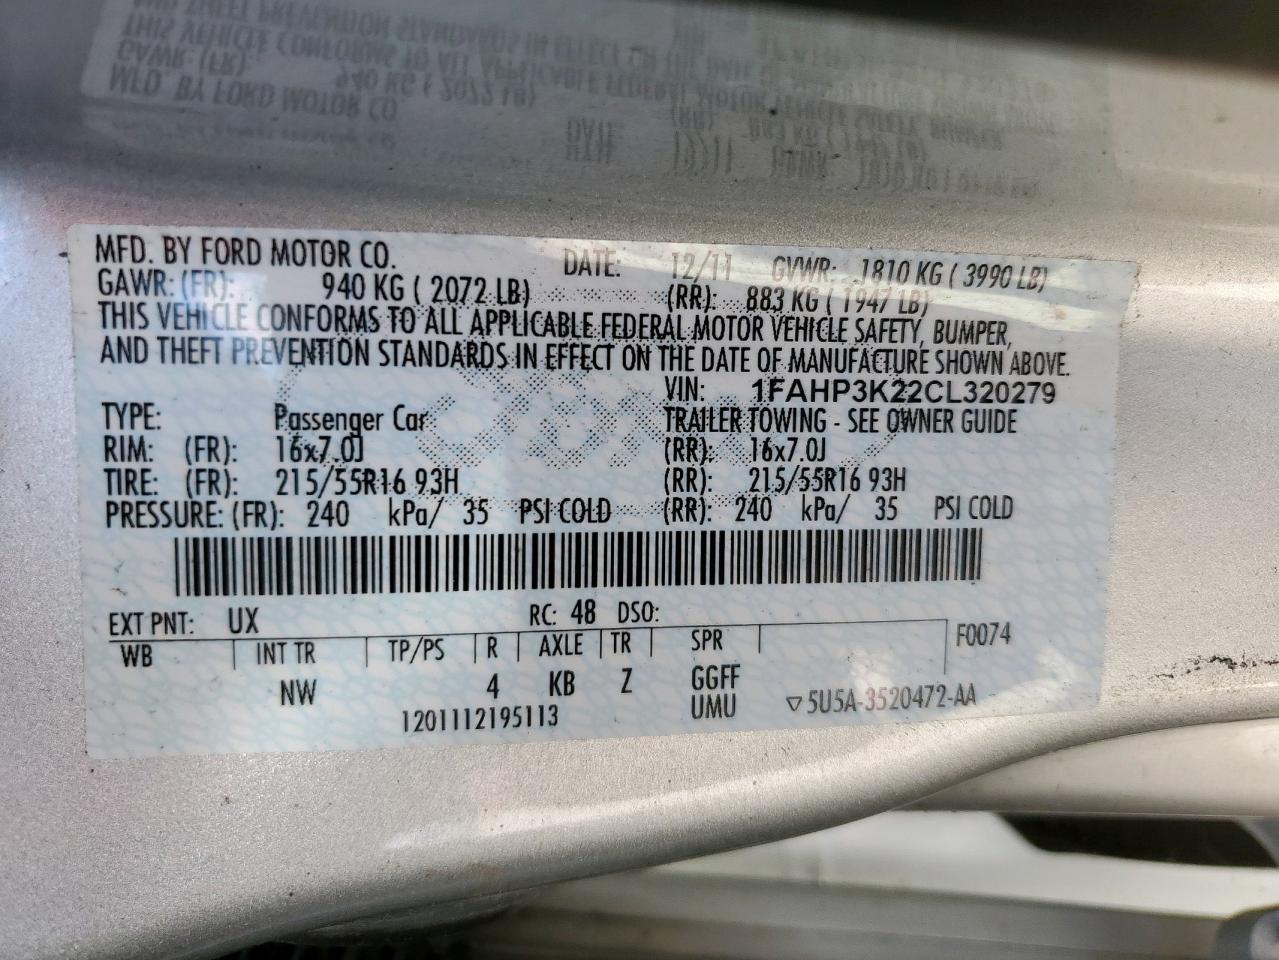 MFD. BY FORD MOTOR CO. DATE: 12/11 GVWR: 1810 KG ( 3990 LB)
GAWR: (FR): 940 KG ( 2072 LB) (RR): 883 KG ( 1947 LB)
THIS VEHICLE CONFORMS TO ALL APPLICABLE FEDERAL MOTOR VEHICLE SAFETY, BUMPER,
AND THEFT PREVENTION STANDARDS IN EFFECT ON THE DATE OF MANUFACTURE SHOWN ABOVE.
VIN: 1FAHP3K22CL320279
TYPE: Passenger Car TRAILER TOWING - SEE OWNER GUIDE
RIM: (FR): 16x7.0J (RR): 16x7.0J
TIRE: (FR): 215/55R16 93H (RR): 215/55R16 93H
PRESSURE: (FR): 240 kPa/ 35 PSI COLD (RR): 240 kPa/ 35 PSI COLD
EXT PNT: UX RC: 48 DSO:
WB INT TR TP/PS R AXLE TR SPR F0074
NW 4 KB Z GGFF
UMU ▽5U5A-3520472-AA
1201112195113